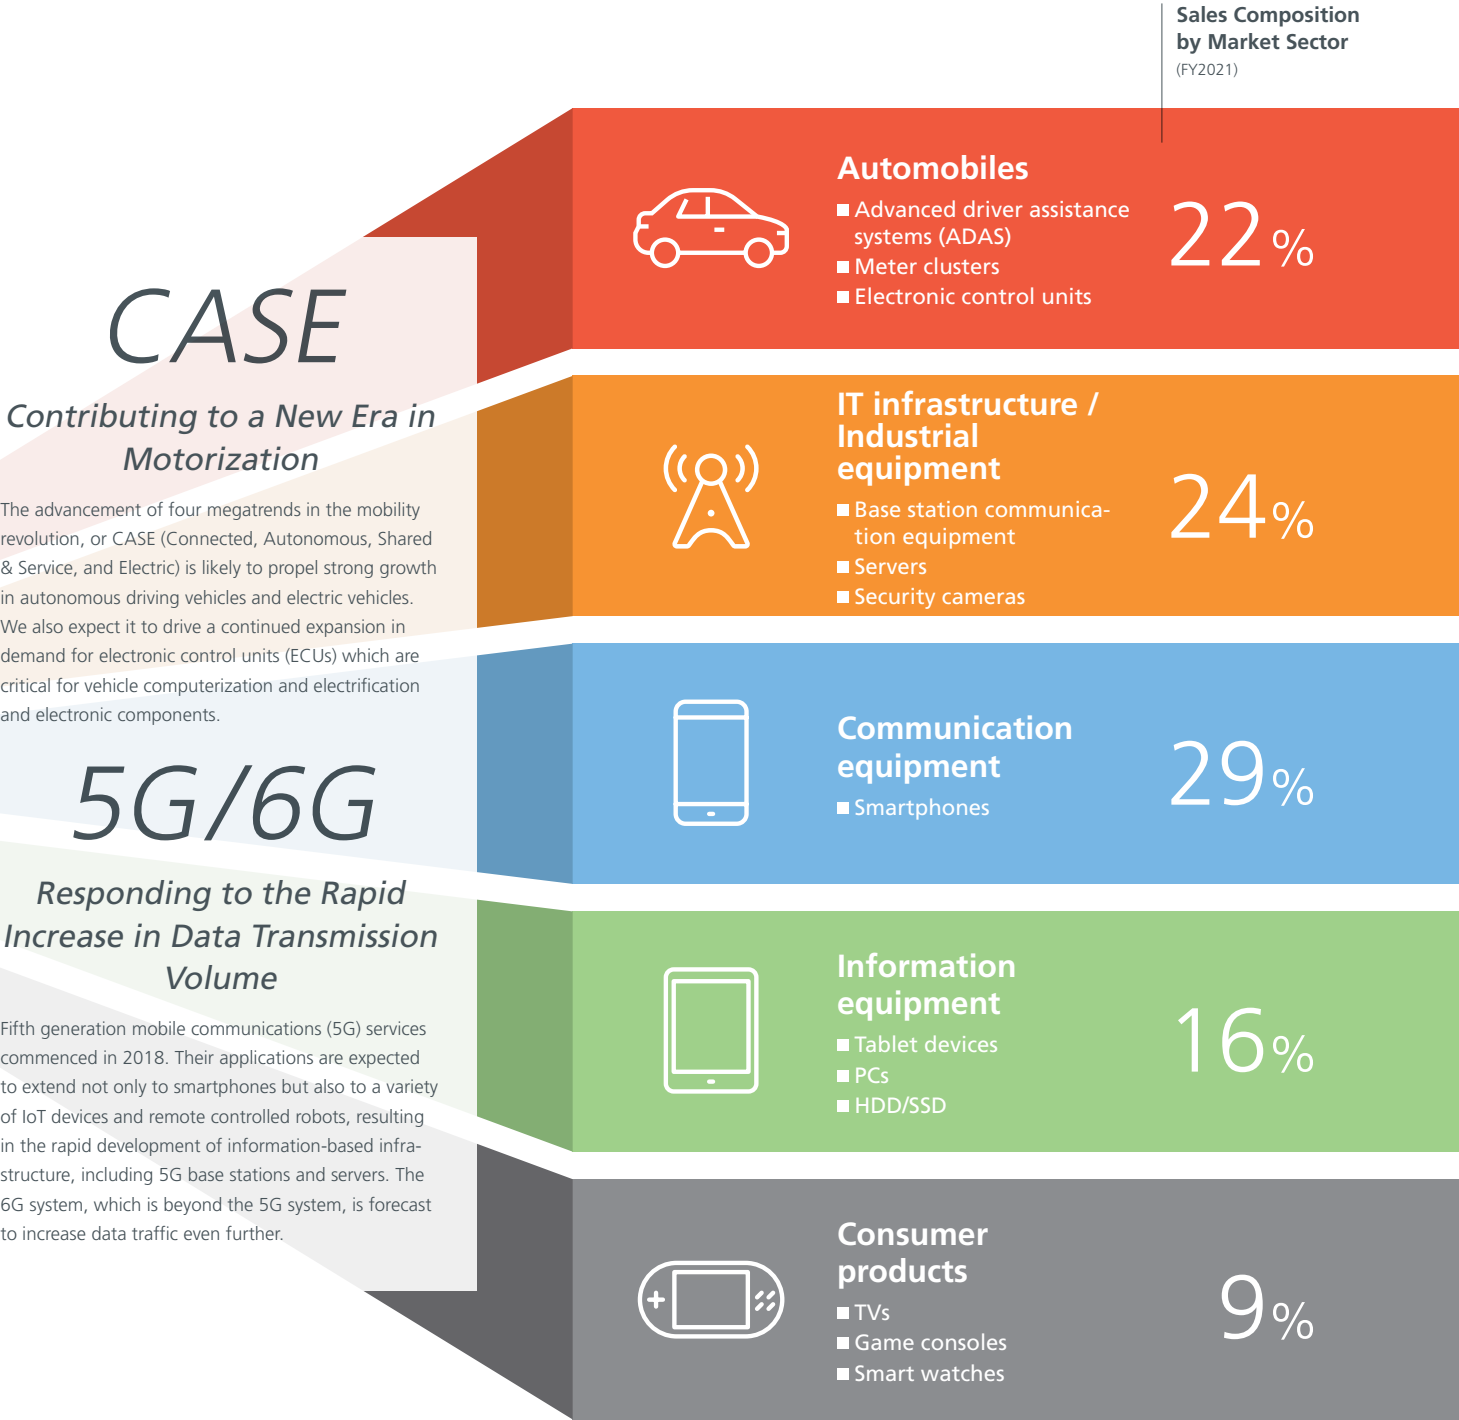 Sales Composition
by Market Sector
(FY2021)
CASE
Contributing to a New Era in
Motorization
The advancement of four megatrends in the mobility
revolution, or CASE (Connected, Autonomous, Shared
& Service, and Electric) is likely to propel strong growth
in autonomous driving vehicles and electric vehicles.
We also expect it to drive a continued expansion in
demand for electronic control units (ECUs) which are
critical for vehicle computerization and electrification
and electronic components.
5G/6G
Responding to the Rapid
Increase in Data Transmission
Volume
Fifth generation mobile communications (5G) services
commenced in 2018. Their applications are expected
to extend not only to smartphones but also to a variety
of IoT devices and remote controlled robots, resulting
in the rapid development of information-based infra-
structure, including 5G base stations and servers. The
6G system, which is beyond the 5G system, is forecast
to increase data traffic even further.
Automobiles
■ Advanced driver assistance
systems (ADAS)
■ Meter clusters
■ Electronic control units
22%
IT infrastructure /
Industrial
equipment
■ Base station communica-
tion equipment
■ Servers
■ Security cameras
24%
Communication
equipment
■ Smartphones
29%
Information
equipment
■ Tablet devices
■ PCs
■ HDD/SSD
16%
Consumer
products
■ TVs
■ Game consoles
■ Smart watches
9%